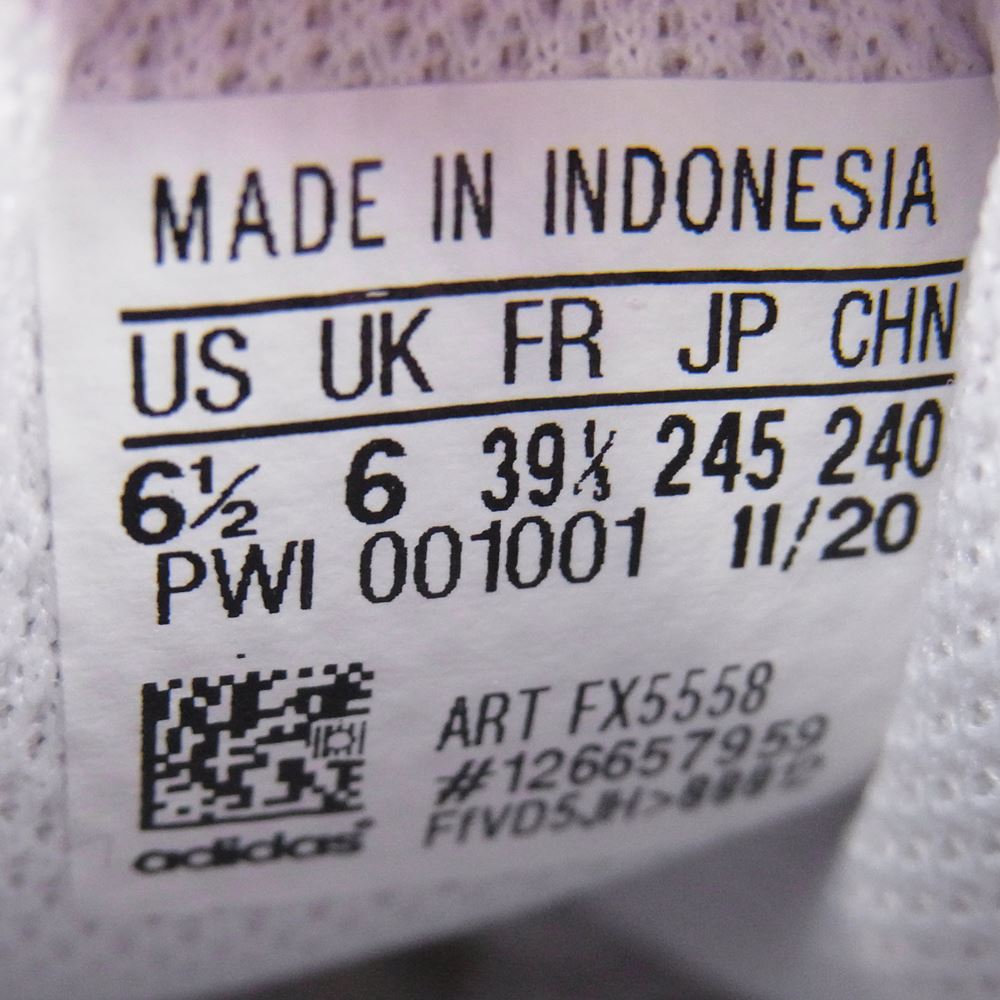 MADE IN INDONESIA
US UK FR JP CHN
6½ 6 39⅓ 245 240
PWI 001001 11/20
ART FX5558
#126657959
adidas